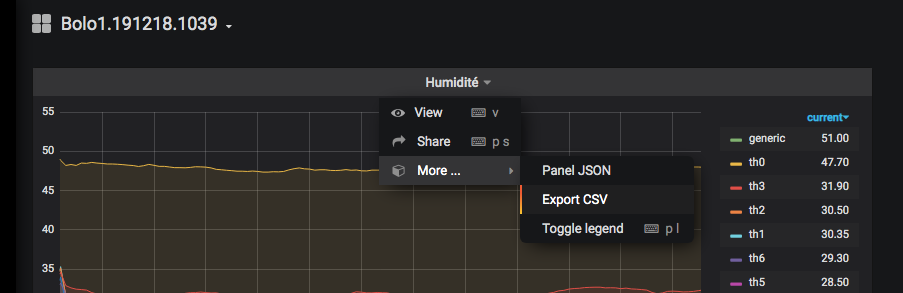 Bolo1.191218.1039
Humidité
55
50
45
40
35
View v
Share p s
More ...
Panel JSON
Export CSV
Toggle legend p l
current
generic 51.00
th0 47.70
th3 31.90
th2 30.50
th1 30.35
th6 29.30
th5 28.50